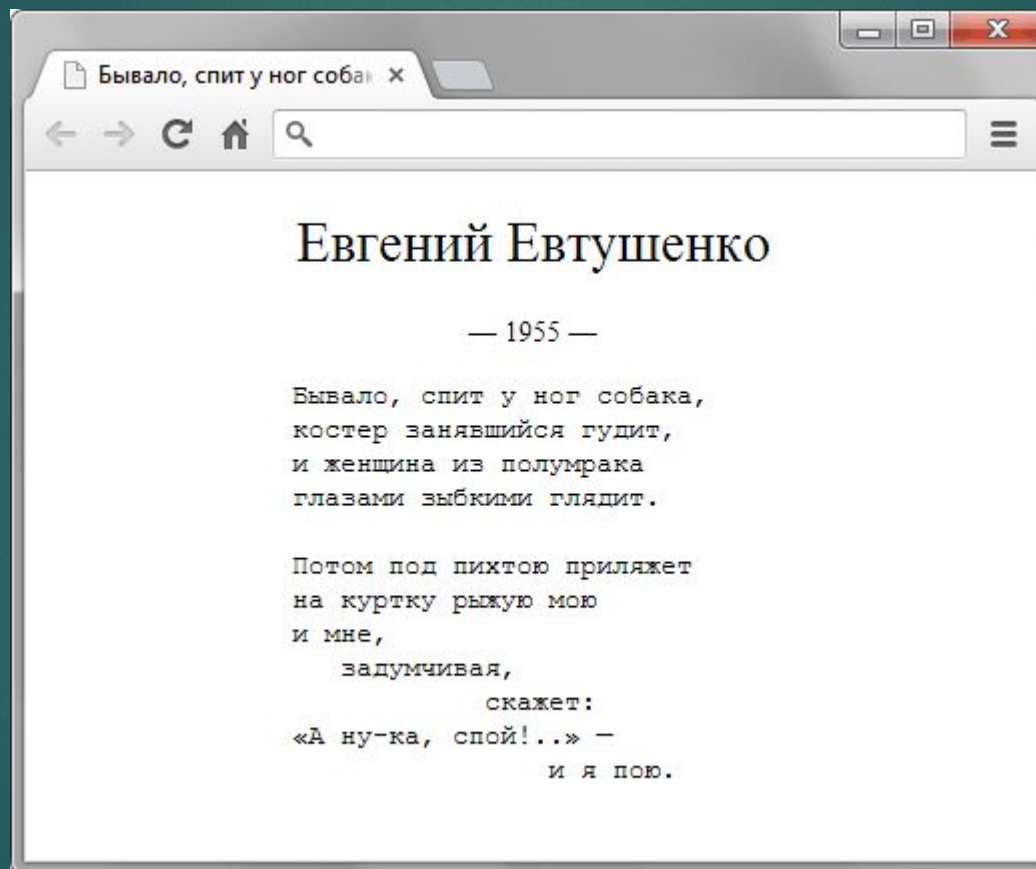 Бывало, спит у ног соба
Евгений Евтушенко
— 1955 —
Бывало, спит у ног собака,
костер занявшийся гудит,
и женщина из полумрака
глазами зыбкими глядит.
Потом под пихтою приляжет
на куртку рыжую мою
и мне,
задумчивая,
скажет:
«А ну-ка, спой!..» —
и я пою.